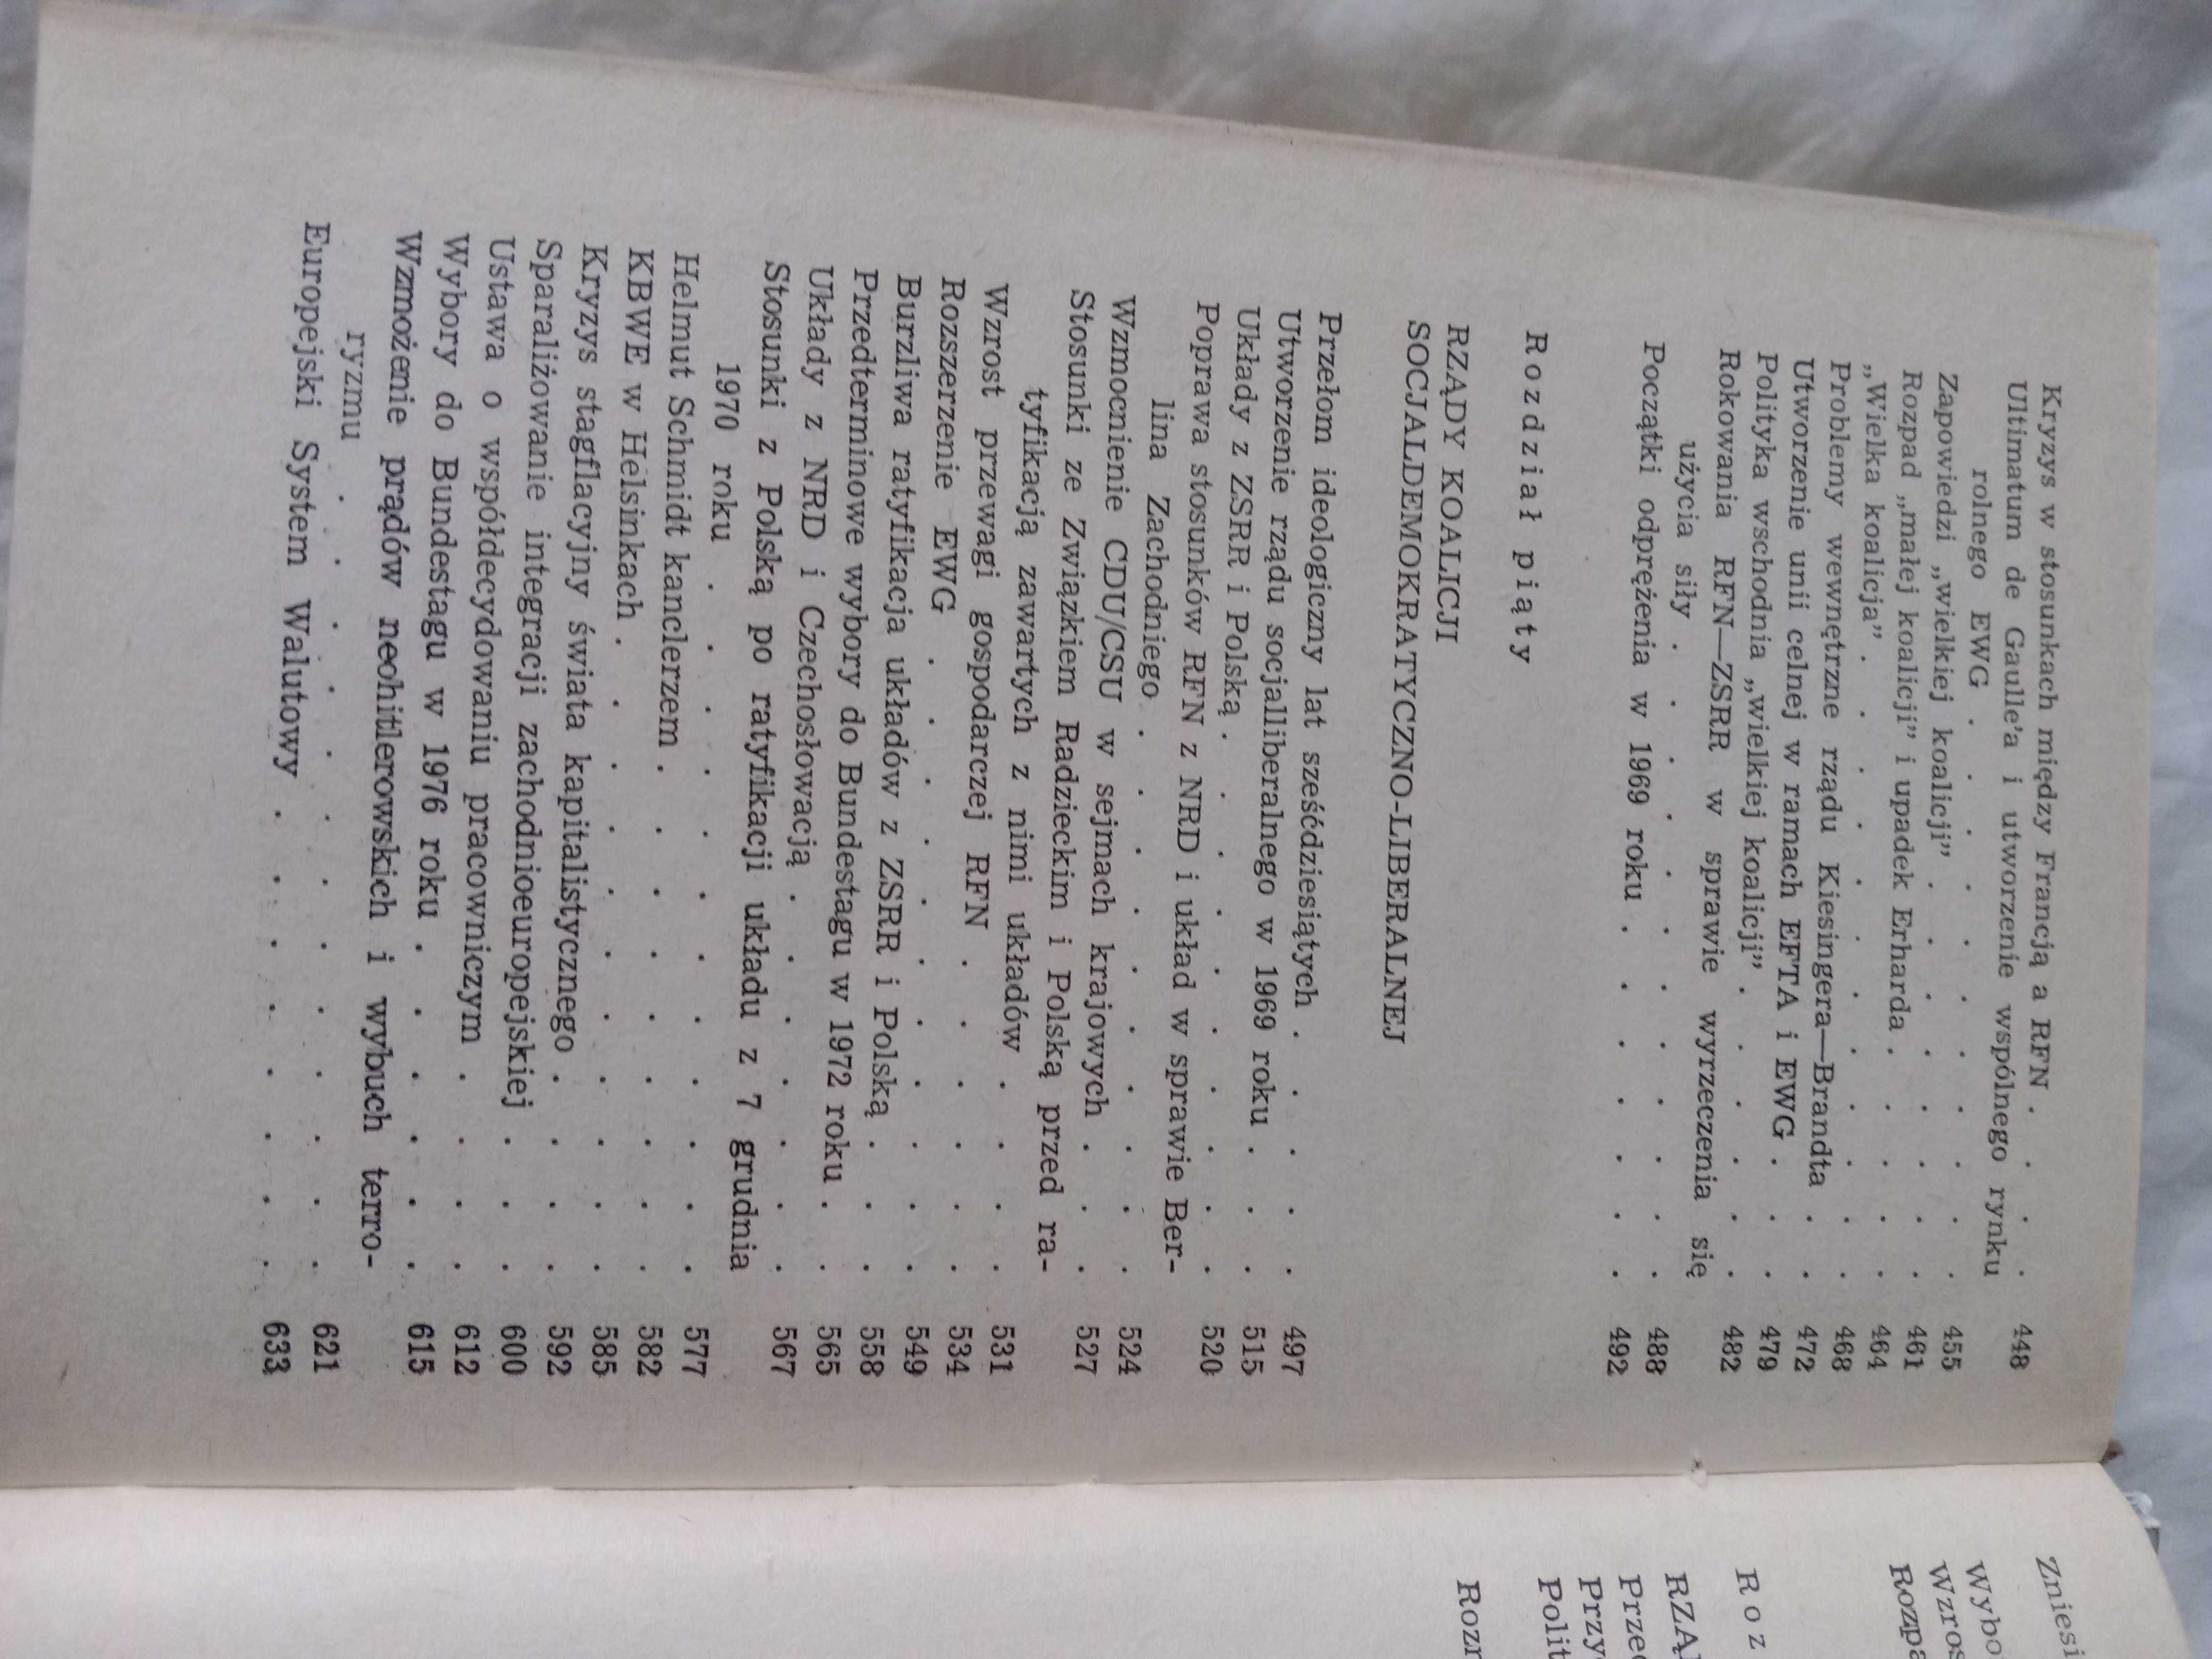 Kryzys w stosunkach między Francją a RFN . . . . 448
Ultimatum de Gaulle'a i utworzenie wspólnego rynku
rolnego EWG . . . . . . . . . 455
Zapowiedzi „wielkiej koalicji” . . . . . . 461
Rozpad „małej koalicji” i upadek Erharda . . . . . 464
„Wielka koalicja” . . . . . . . . . 468
Problemy wewnętrzne rządu Kiesingera—Brandta . . 472
Utworzenie unii celnej w ramach EFTA i EWG . . . 479
Polityka wschodnia „wielkiej koalicji” . . . . . . 482
Rokowania RFN—ZSRR w sprawie wyrzeczenia się
użycia siły . . . . . . . . . . . 488
Początki odprężenia w 1969 roku . . . . . . . 492
Rozdział piąty
RZĄDY KOALICJI
SOCJALDEMOKRATYCZNO-LIBERALNEJ
Przełom ideologiczny lat sześćdziesiątych . . . . . 497
Utworzenie rządu socjalliberalnego w 1969 roku . . . 515
Układy z ZSRR i Polską . . . . . . . . . 520
Poprawa stosunków RFN z NRD i układ w sprawie Ber-
lina Zachodniego . . . . . . . . . 524
Wzmocnienie CDU/CSU w sejmach krajowych . . . 527
Stosunki ze Związkiem Radzieckim i Polską przed ra-
tyfikacją zawartych z nimi układów . . . . 531
Wzrost przewagi gospodarczej RFN . . . . . . 534
Rozszerzenie EWG . . . . . . . . . . . 549
Burzliwa ratyfikacja układów z ZSRR i Polską . . . 558
Przedterminowe wybory do Bundestagu w 1972 roku . . 565
Układy z NRD i Czechosłowacją . . . . . . . 567
Stosunki z Polską po ratyfikacji układu z 7 grudnia
1970 roku . . . . . . . . . . . . 577
Helmut Schmidt kanclerzem . . . . . . . . . 582
KBWE w Helsinkach . . . . . . . . . . . 585
Kryzys stagflacyjny świata kapitalistycznego . . . . 592
Sparaliżowanie integracji zachodnioeuropejskiej . . . 600
Ustawa o współdecydowaniu pracowniczym . . . . 612
Wybory do Bundestagu w 1976 roku . . . . . . 615
Wzmożenie prądów neohitlerowskich i wybuch terro-
ryzmu . . . . . . . . . . . . . 621
Europejski System Walutowy . . . . . . . . 633
Zniesi
Wybo
Wzros
Rozpa
Roz
RZĄ
Przed
Przy
Polit